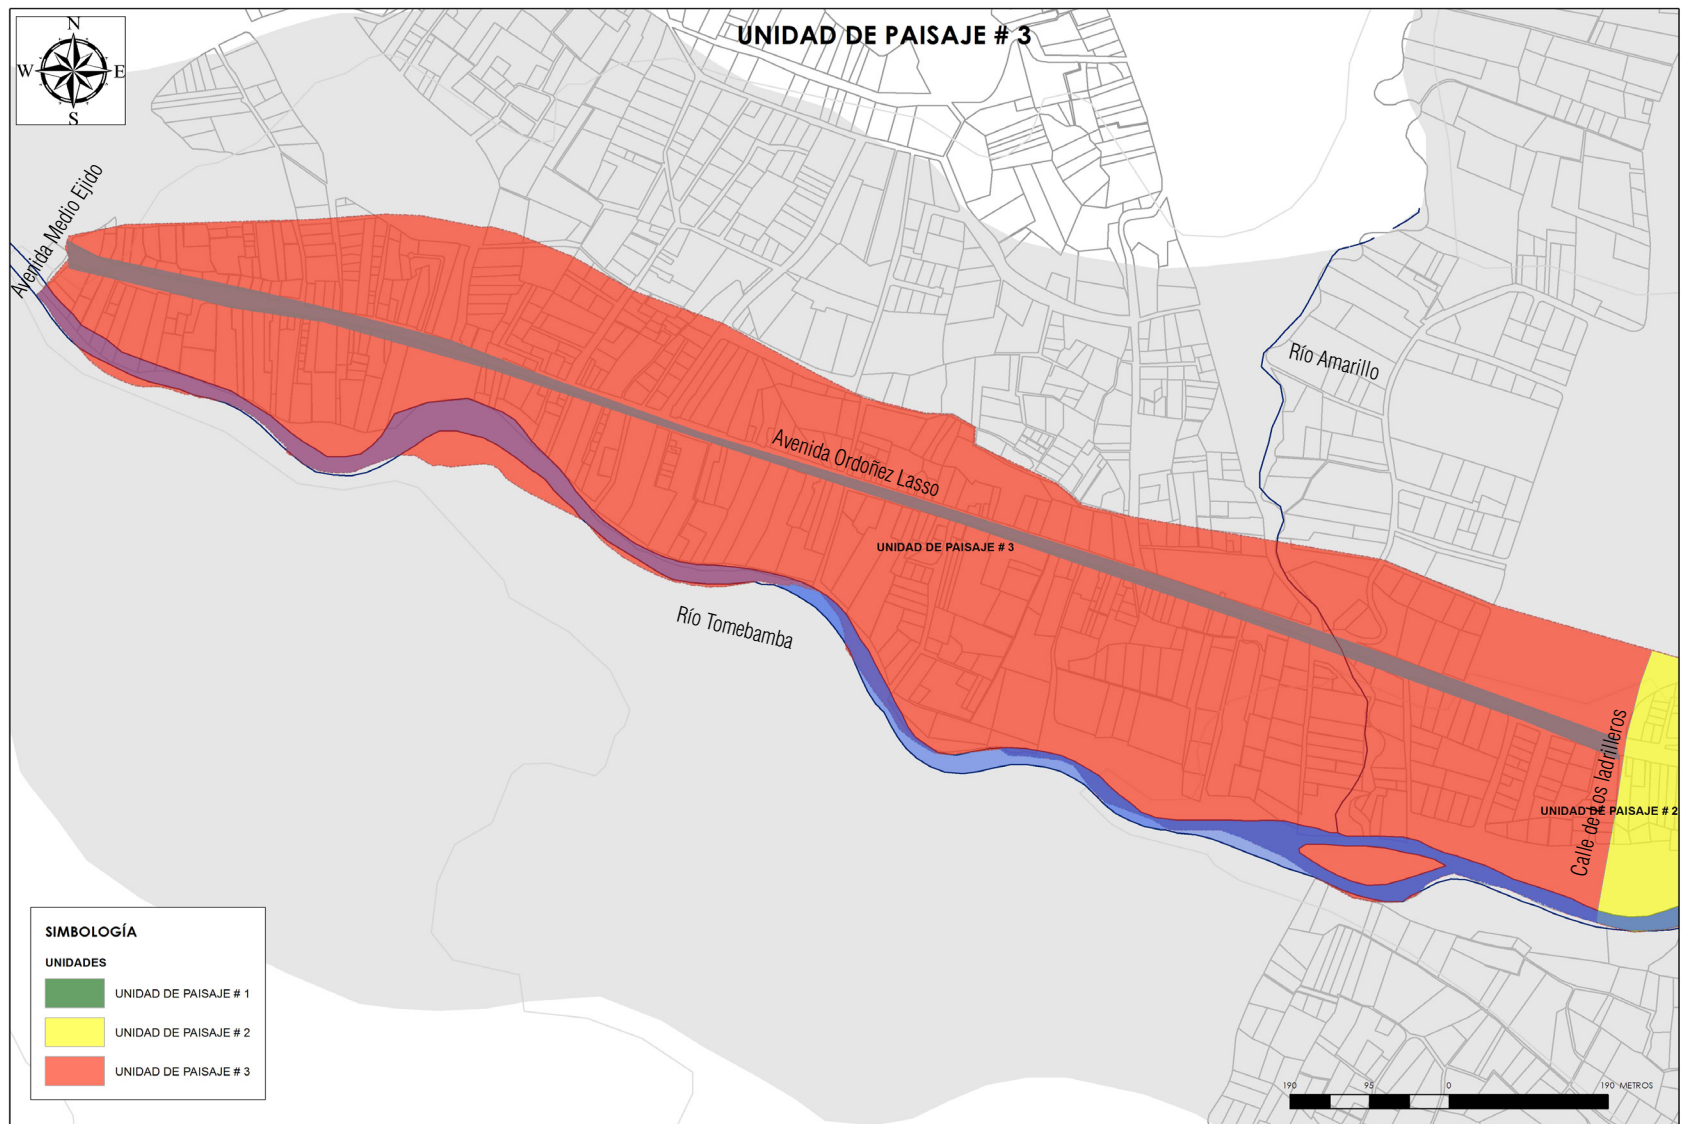 UNIDAD DE PAISAJE # 3
N
W
E
S
Avenida Medio Ejido
Río Amarillo
Avenida Ordoñez Lasso
UNIDAD DE PAISAJE # 3
Río Tomebamba
Calle de Los ladrilleros
UNIDAD DE PAISAJE # 2
SIMBOLOGÍA
UNIDADES
UNIDAD DE PAISAJE # 1
UNIDAD DE PAISAJE # 2
UNIDAD DE PAISAJE # 3
190 95 0 190 METROS